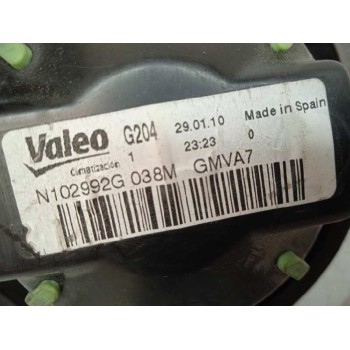 Valeo G204 29.01.10 Made in Spain
Climatización 1 23:23 0
N102992G 038M GMVA7